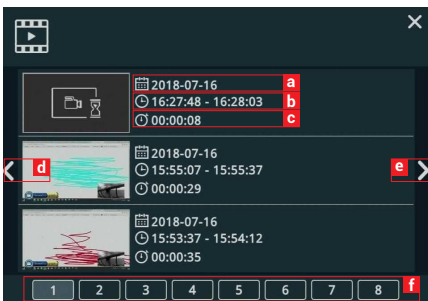 2018-07-16 a
16:27:48 - 16:28:03 b
00:00:08 c
2018-07-16
d 15:55:07 - 15:55:37 e
00:00:29
2018-07-16
15:53:37 - 15:54:12
00:00:35
f
1 2 3 4 5 6 7 8